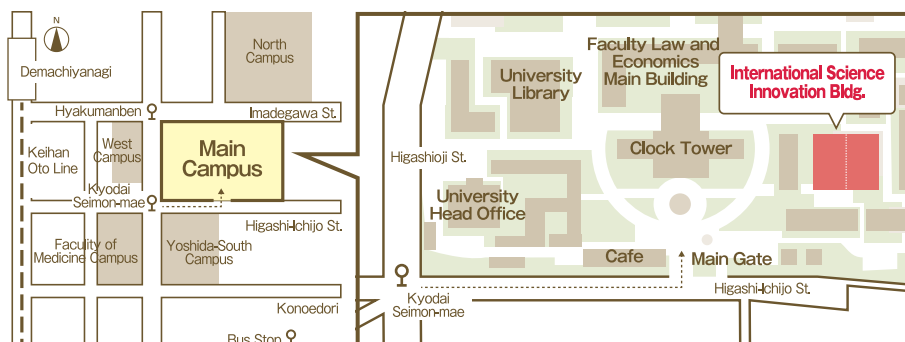 N
Demachiyanagi
North
Campus
Hyakumanben
Imadegawa St.
Keihan
Oto Line
West
Campus
Main
Campus
Kyodai
Seimon-mae
Higashi-Ichijo St.
Faculty of
Medicine Campus
Yoshida-South
Campus
Konoedori
Bus Stop
Higashioji St.
University
Library
Faculty Law and
Economics
Main Building
International Science
Innovation Bldg.
Clock Tower
University
Head Office
Cafe
Main Gate
Kyodai
Seimon-mae
Higashi-Ichijo St.